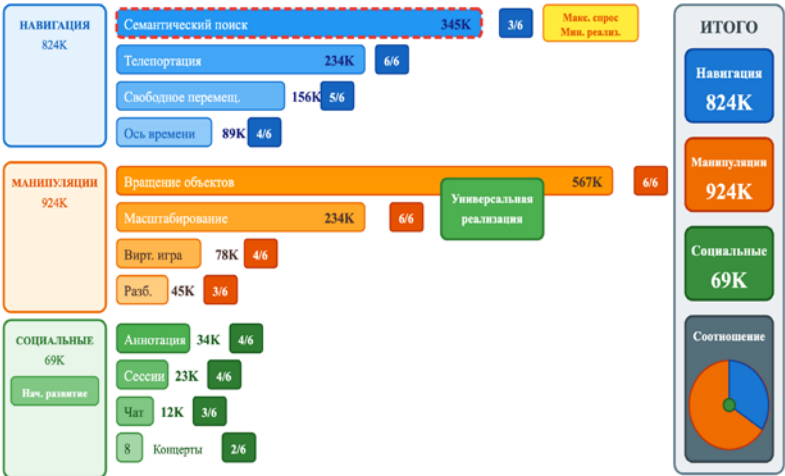 НАВИГАЦИЯ
824K
Семантический поиск 345K 3/6
Макс. спрос
Мин. реализ.
Телепортация 234K 6/6
Свободное перемещ. 156K 5/6
Ось времени 89K 4/6
МАНИПУЛЯЦИИ
924K
Вращение объектов 567K 6/6
Универсальная
реализация
Масштабирование 234K 6/6
Вирт. игра 78K 4/6
Разб. 45K 3/6
СОЦИАЛЬНЫЕ
69K
Нач. развитие
Аннотация 34K 4/6
Сессии 23K 4/6
Чат 12K 3/6
8 Концерты 2/6
ИТОГО
Навигация
824K
Манипуляции
924K
Социальные
69K
Соотношение